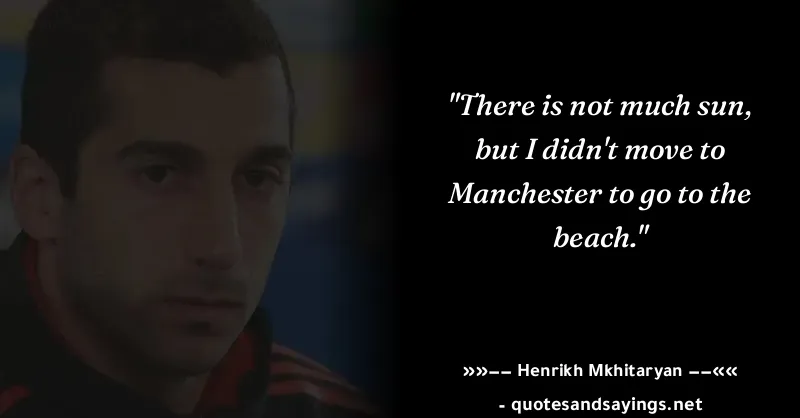 "There is not much sun,
but I didn't move to
Manchester to go to the
beach."
»»–– Henrikh Mkhitaryan ––««
- quotesandsayings.net